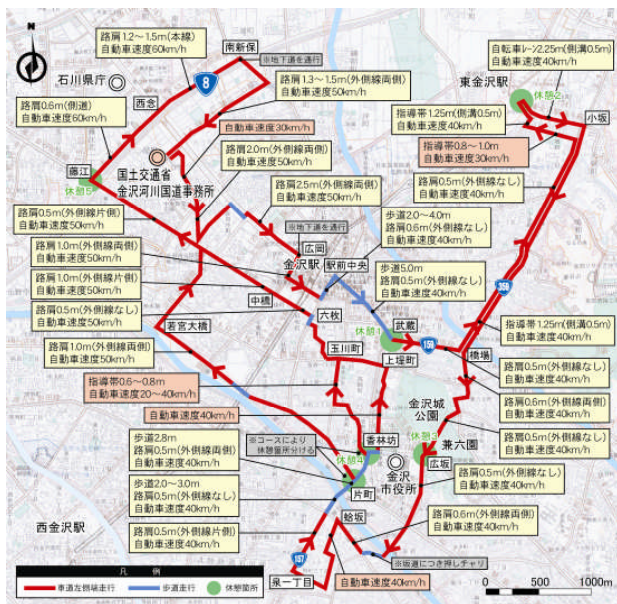 N
路肩1.2～1.5m(本線)
自動車速度60km/h
南新保
※地下道を通行
自転車ﾚｰﾝ2.25m(側溝0.5m)
自動車速度40km/h
東金沢駅
石川県庁
8
路肩1.3～1.5m(外側線両側)
自動車速度50km/h
休憩2
西念
指導帯1.25m(側溝0.5m)
自動車速度40km/h
小坂
路肩0.6m(側道)
自動車速度60km/h
自動車速度30km/h
指導帯0.8～1.0m
自動車速度30km/h
藤江
国土交通省
金沢河川国道事務所
路肩2.0m(外側線両側)
自動車速度50km/h
路肩0.5m(外側線なし)
自動車速度40km/h
休憩5
路肩2.5m(外側線両側)
自動車速度50km/h
路肩0.5m(外側線片側)
自動車速度50km/h
※地下道を通行
歩道2.0～4.0m
路肩0.6m(外側線なし)
自動車速度40km/h
広岡
路肩1.0m(外側線両側)
自動車速度50km/h
金沢駅
駅前中央
歩道5.0m
路肩0.5m(外側線なし)
自動車速度40km/h
路肩1.0m(外側線片側)
自動車速度50km/h
359
中橋
路肩0.5m(外側線なし)
自動車速度50km/h
六枚
武蔵
指導帯1.25m(側溝0.5m)
自動車速度40km/h
若宮大橋
休憩1
159
玉川町
橋場
路肩1.0m(外側線両側)
自動車速度50km/h
上堤町
路肩0.5m(外側線なし)
自動車速度40km/h
指導帯0.6～0.8m
自動車速度20～40km/h
路肩0.6m(外側線両側)
自動車速度40km/h
金沢城
公園
自動車速度40km/h
路肩0.5m(外側線なし)
自動車速度40km/h
歩道2.8m
路肩0.5m(外側線なし)
自動車速度40km/h
※コースにより
休憩箇所分ける
香林坊
休憩3
兼六園
広坂
金沢
市役所
路肩0.5m(外側線なし)
自動車速度40km/h
歩道2.0～3.0m
路肩0.5m(外側線なし)
自動車速度40km/h
片町
蛤坂
路肩0.6m(外側線両側)
自動車速度40km/h
西金沢駅
路肩0.5m(外側線片側)
自動車速度40km/h
157
※坂道につき押しチャリ
泉一丁目
自動車速度40km/h
凡 例
車道左側端走行
歩道走行
休憩箇所
0
500
1000m